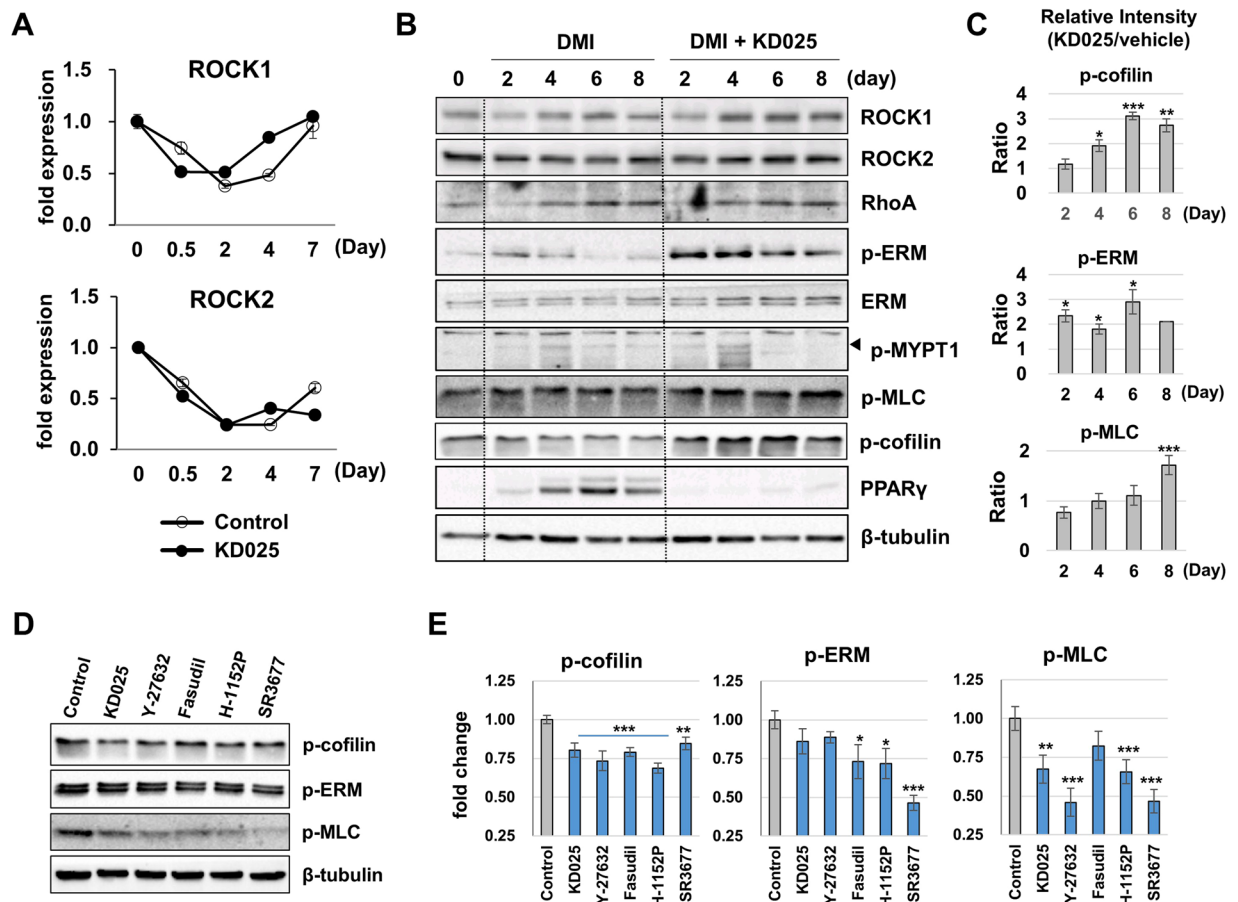 A
ROCK1
fold expression
1.5
1.0
0.5
0.0
0 0.5 2 4 7 (Day)
ROCK2
fold expression
1.5
1.0
0.5
0.0
0 0.5 2 4 7 (Day)
Control
KD025
B
DMI DMI + KD025
0 2 4 6 8 2 4 6 8 (day)
ROCK1
ROCK2
RhoA
p-ERM
ERM
p-MYPT1
p-MLC
p-cofilin
PPARγ
β-tubulin
C
Relative Intensity
(KD025/vehicle)
p-cofilin
Ratio
4
3
2
1
0
* *** **
2 4 6 8 (Day)
p-ERM
Ratio
4
3
2
1
0
* * *
2 4 6 8 (Day)
p-MLC
Ratio
2
1
0
***
2 4 6 8 (Day)
D
Control KD025 Y-27632 Fasudil H-1152P SR3677
p-cofilin
p-ERM
p-MLC
β-tubulin
E
fold change
p-cofilin
1.25
1.00
0.75
0.50
0.25
*** **
Control KD025 Y-27632 Fasudil H-1152P SR3677
p-ERM
1.25
1.00
0.75
0.50
0.25
* * ***
Control KD025 Y-27632 Fasudil H-1152P SR3677
p-MLC
1.25
1.00
0.75
0.50
0.25
** *** *** ***
Control KD025 Y-27632 Fasudil H-1152P SR3677